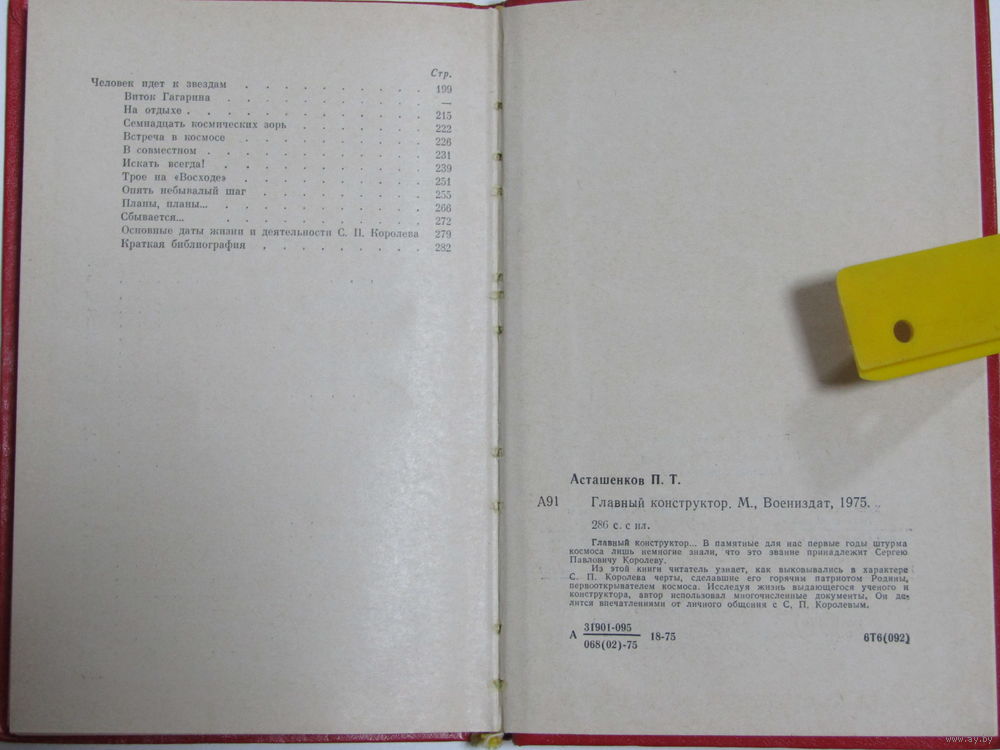 Стр.
Человек идет к звездам . . . . . . . . . . 199
Виток Гагарина . . . . . . . . . . —
На отдыхе . . . . . . . . . . 215
Семнадцать космических зорь . . . . . . . 222
Встреча в космосе . . . . . . . . . . 226
В совместном . . . . . . . . . . 231
Искать всегда! . . . . . . . . . . 239
Трое на «Восходе» . . . . . . . . . . 251
Опять небывалый шаг . . . . . . . . . 255
Планы, планы... . . . . . . . . . . 266
Сбывается... . . . . . . . . . . 272
Основные даты жизни и деятельности С. П. Королева 279
Краткая библиография . . . . . . . . . 282
Асташенков П. Т.
А91 Главный конструктор. М., Воениздат, 1975.
286 с. с ил.
Главный конструктор... В памятные для нас первые годы штурма
космоса лишь немногие знали, что это звание принадлежит Сергею
Павловичу Королеву.
Из этой книги читатель узнает, как выковывались в характере
С. П. Королева черты, сделавшие его горячим патриотом Родины,
первооткрывателем космоса. Исследуя жизнь выдающегося ученого и
конструктора, автор использовал многочисленные документы. Он де-
лится впечатлениями от личного общения с С. П. Королевым.
А 31901-095
068(02)-75 18-75 6Т6(092)
www.ay.by